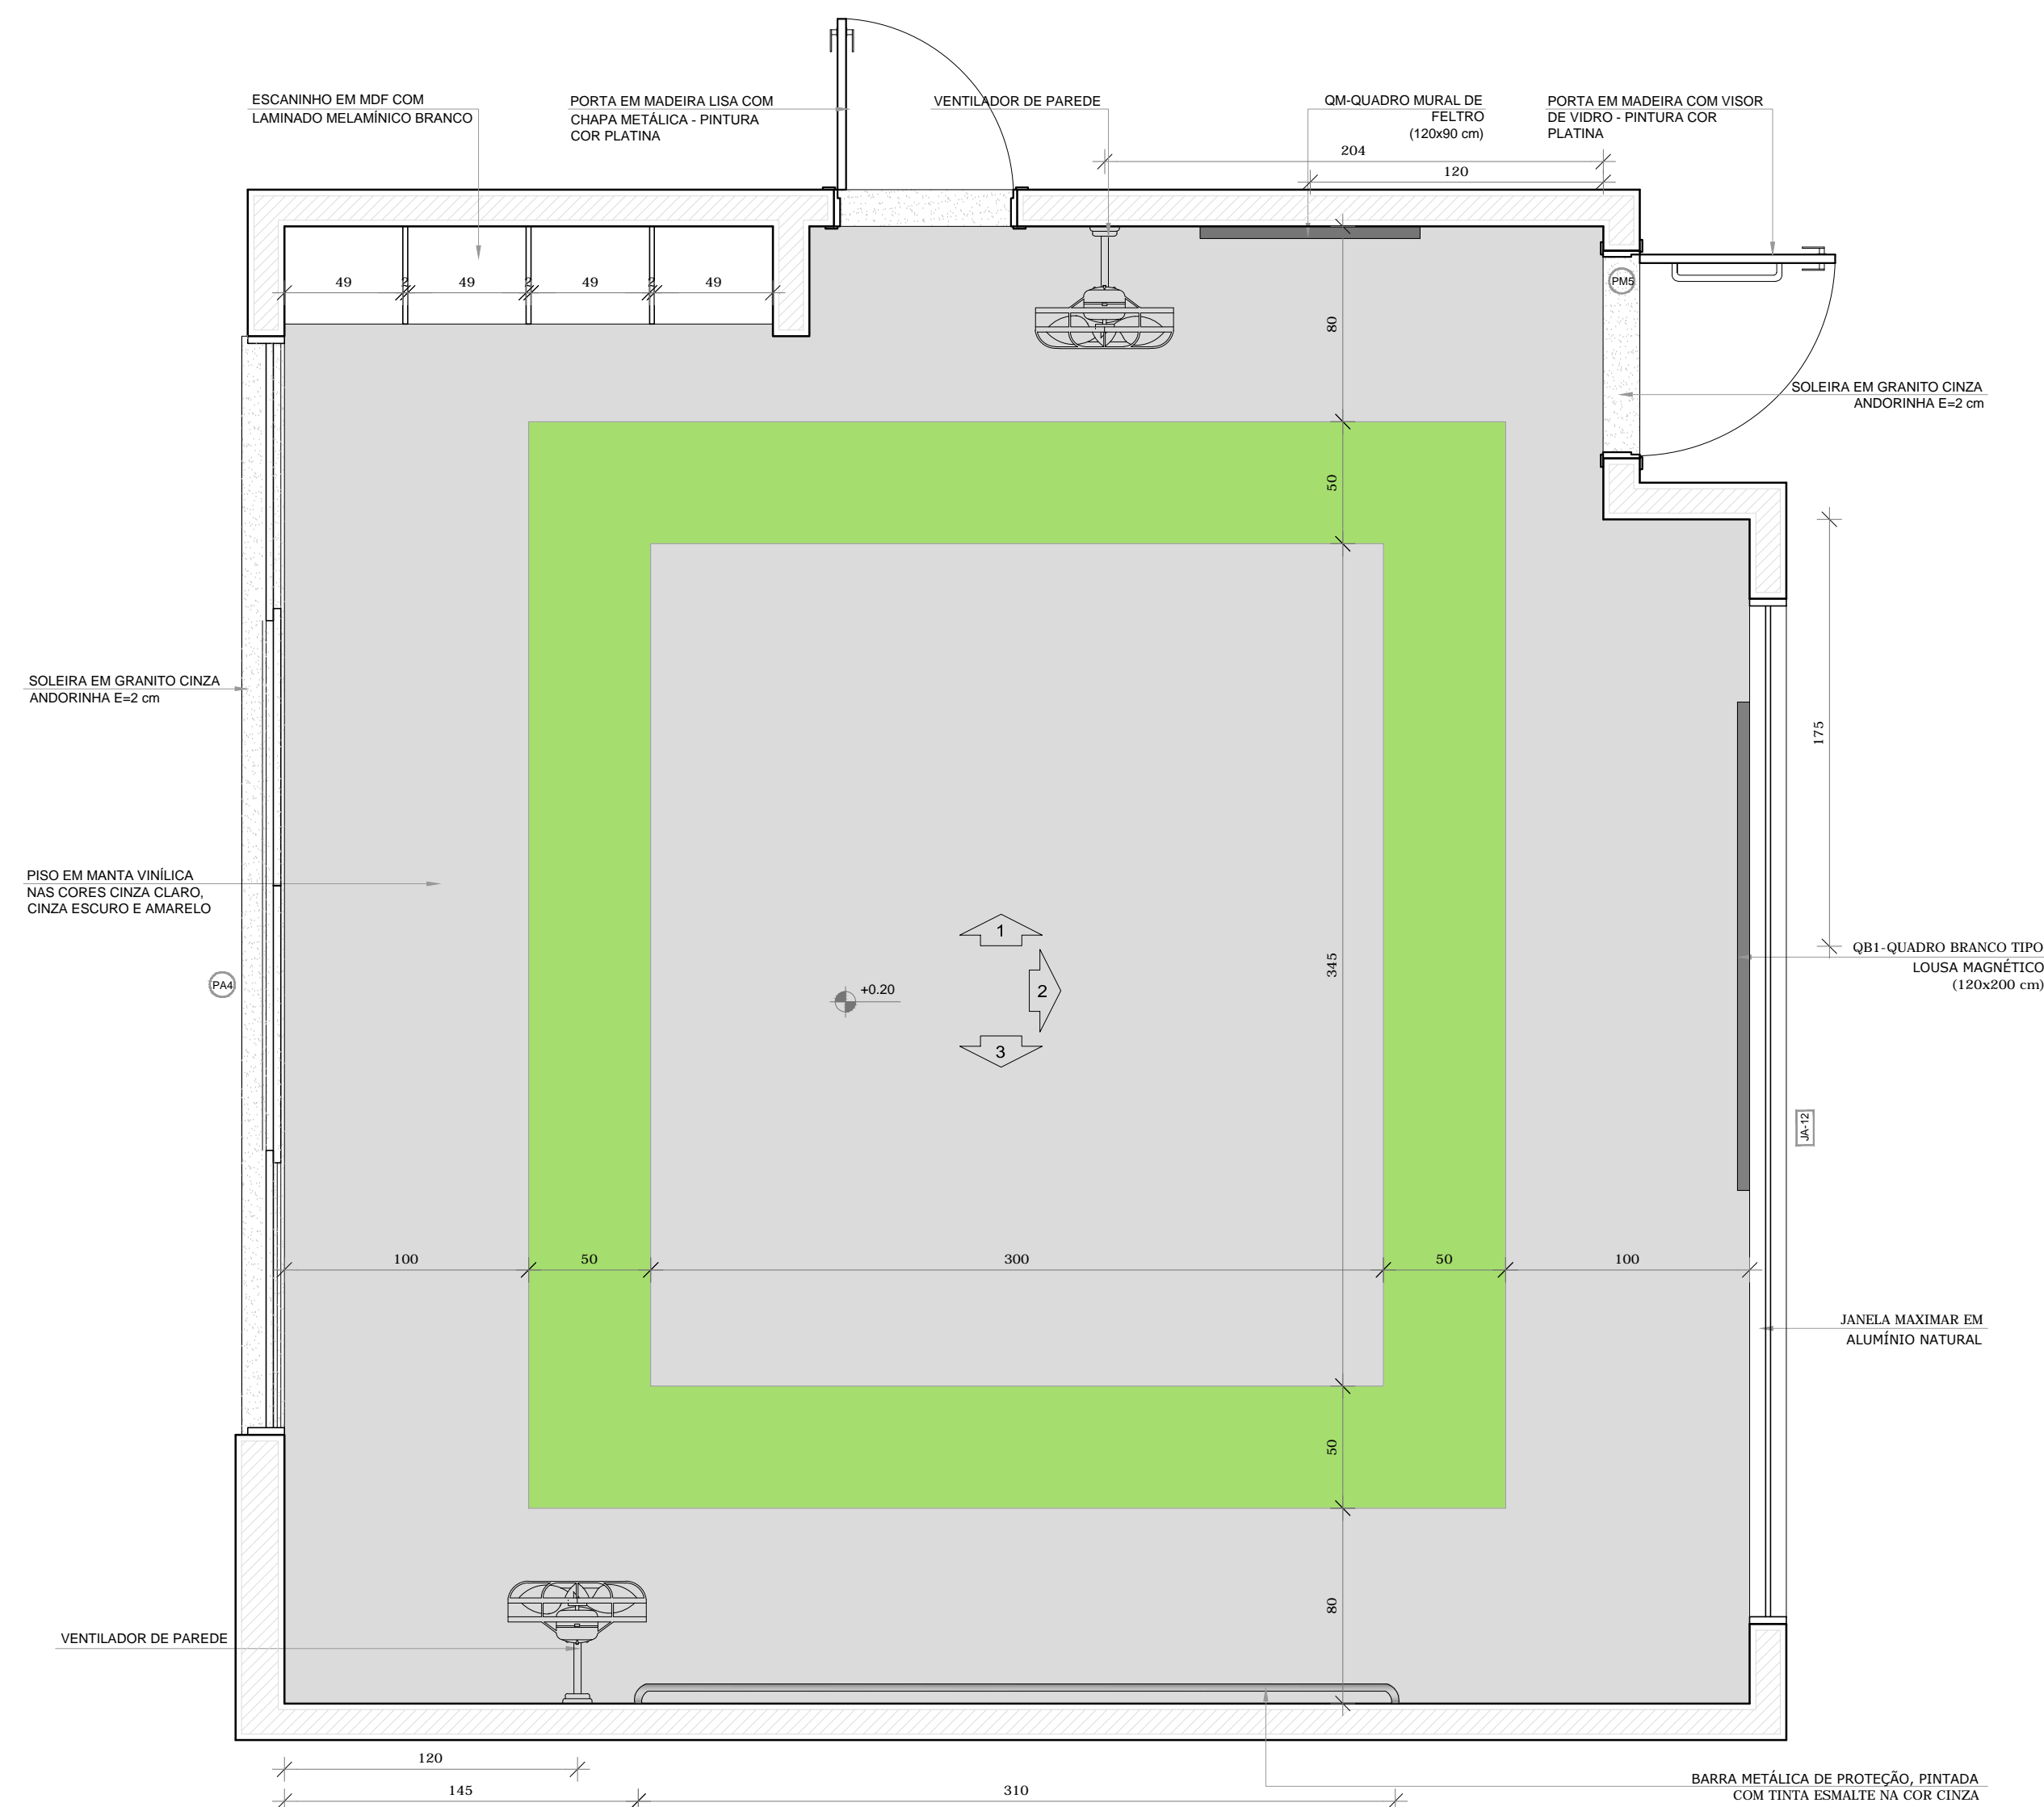 ESCANINHO EM MDF COM
LAMINADO MELAMÍNICO BRANCO
PORTA EM MADEIRA LISA COM
CHAPA METÁLICA - PINTURA
COR PLATINA
VENTILADOR DE PAREDE
QM-QUADRO MURAL DE
FELTRO
(120x90 cm)
PORTA EM MADEIRA COM VISOR
DE VIDRO - PINTURA COR
PLATINA
204
120
49
2
49
2
49
2
49
PM5
80
SOLEIRA EM GRANITO CINZA
ANDORINHA E=2 cm
50
SOLEIRA EM GRANITO CINZA
ANDORINHA E=2 cm
175
PISO EM MANTA VINÍLICA
NAS CORES CINZA CLARO,
CINZA ESCURO E AMARELO
1
2
3
+0.20
345
PA4
QB1-QUADRO BRANCO TIPO
LOUSA MAGNÉTICO
(120x200 cm)
JA-12
100
50
300
50
100
JANELA MAXIMAR EM
ALUMÍNIO NATURAL
50
80
VENTILADOR DE PAREDE
120
145
310
BARRA METÁLICA DE PROTEÇÃO, PINTADA
COM TINTA ESMALTE NA COR CINZA